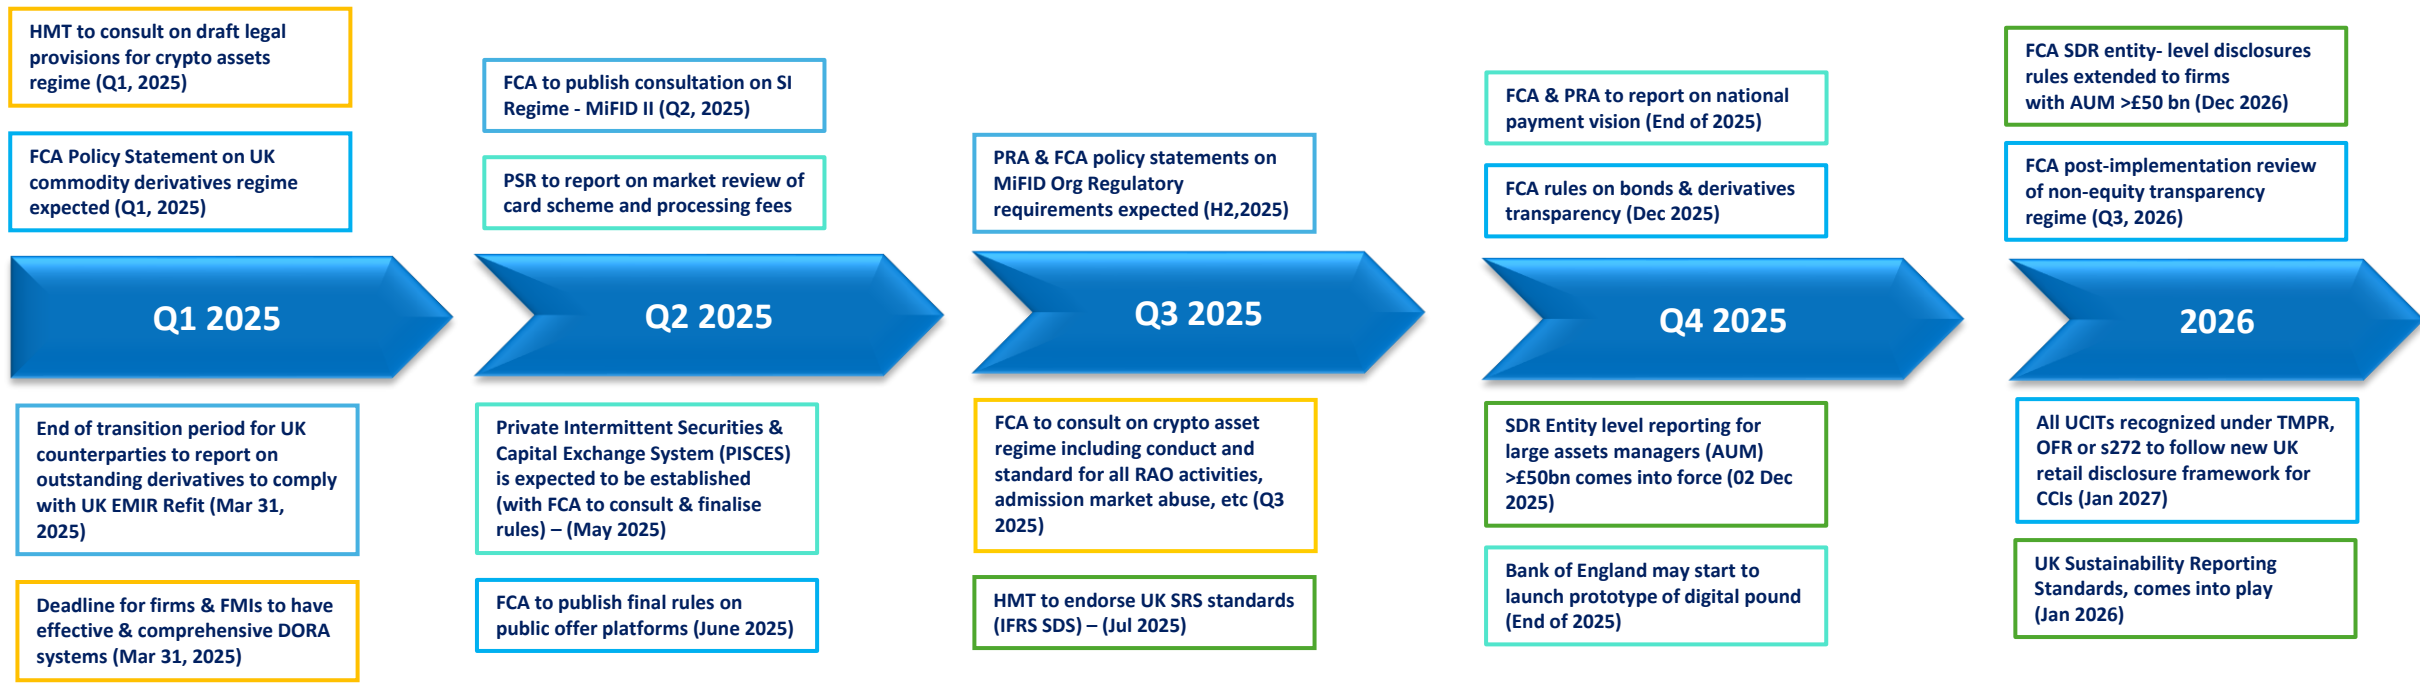 HMT to consult on draft legal
provisions for crypto assets
regime (Q1, 2025)
FCA Policy Statement on UK
commodity derivatives regime
expected (Q1, 2025)
FCA to publish consultation on SI
Regime - MiFID II (Q2, 2025)
PSR to report on market review of
card scheme and processing fees
PRA & FCA policy statements on
MiFID Org Regulatory
requirements expected (H2,2025)
FCA & PRA to report on national
payment vision (End of 2025)
FCA rules on bonds & derivatives
transparency (Dec 2025)
FCA SDR entity- level disclosures
rules extended to firms
with AUM >£50 bn (Dec 2026)
FCA post-implementation review
of non-equity transparency
regime (Q3, 2026)
Q1 2025
Q2 2025
Q3 2025
Q4 2025
2026
End of transition period for UK
counterparties to report on
outstanding derivatives to comply
with UK EMIR Refit (Mar 31,
2025)
Deadline for firms & FMIs to have
effective & comprehensive DORA
systems (Mar 31, 2025)
Private Intermittent Securities &
Capital Exchange System (PISCES)
is expected to be established
(with FCA to consult & finalise
rules) – (May 2025)
FCA to publish final rules on
public offer platforms (June 2025)
FCA to consult on crypto asset
regime including conduct and
standard for all RAO activities,
admission market abuse, etc (Q3
2025)
HMT to endorse UK SRS standards
(IFRS SDS) – (Jul 2025)
SDR Entity level reporting for
large assets managers (AUM)
>£50bn comes into force (02 Dec
2025)
Bank of England may start to
launch prototype of digital pound
(End of 2025)
All UCITs recognized under TMPR,
OFR or s272 to follow new UK
retail disclosure framework for
CCIs (Jan 2027)
UK Sustainability Reporting
Standards, comes into play
(Jan 2026)